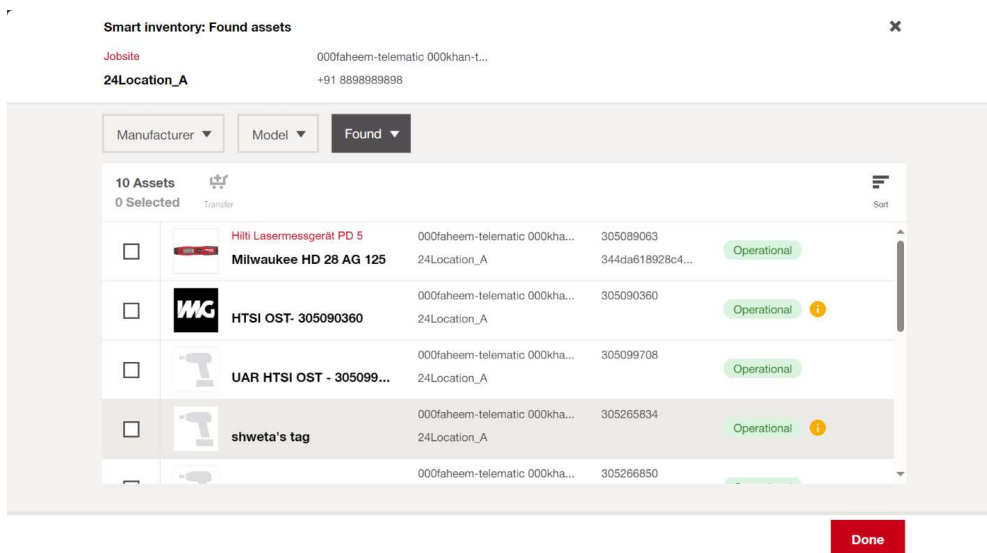 Smart inventory: Found assets
Jobsite
24Location_A
000faheem-telematic 000khan-t...
+91 8898989898
Manufacturer
Model
Found
10 Assets
0 Selected
Transfer
Sort
Hilti Lasermessgerät PD 5
Milwaukee HD 28 AG 125
000faheem-telematic 000kha...
24Location_A
305089063
344da618928c4...
Operational
WG
HTSI OST- 305090360
000faheem-telematic 000kha...
24Location_A
305090360
Operational
UAR HTSI OST - 305099...
000faheem-telematic 000kha...
24Location_A
305099708
Operational
shweta's tag
000faheem-telematic 000kha...
24Location_A
305265834
Operational
000faheem-telematic 000kha...
305266850
Done